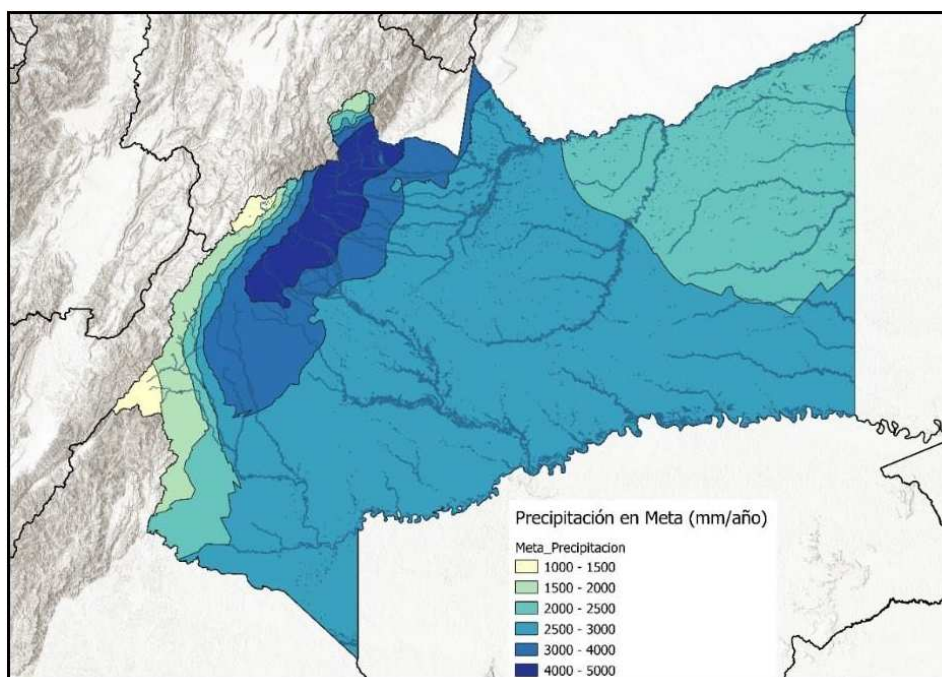 Precipitación en Meta (mm/año)
Meta_Precipitacion
1000 - 1500
1500 - 2000
2000 - 2500
2500 - 3000
3000 - 4000
4000 - 5000